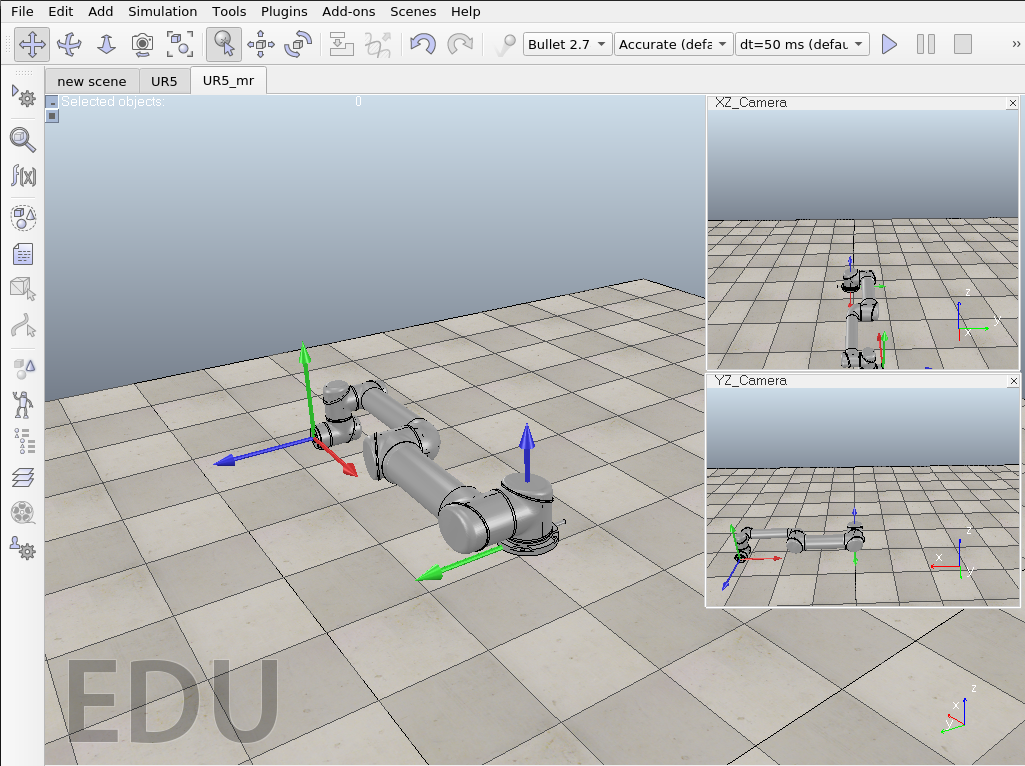 File Edit Add Simulation Tools Plugins Add-ons Scenes Help
Bullet 2.7 Accurate (defa dt=50 ms (defau »
new scene UR5 UR5_mr
f(x)
Selected objects: 0
XZ_Camera
z
y
x
YZ_Camera
z
x
y
EDU
z
x
y